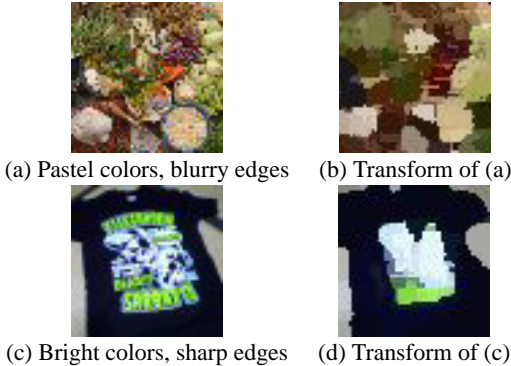 (a) Pastel colors, blurry edges
(b) Transform of (a)
(c) Bright colors, sharp edges
(d) Transform of (c)